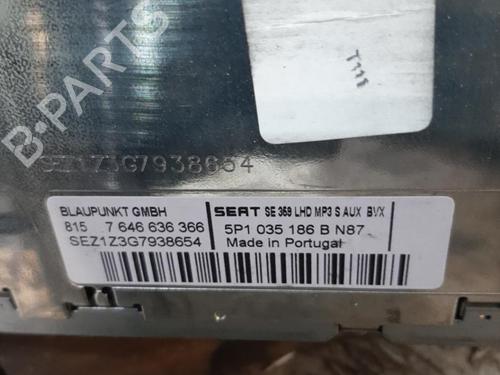 B-PARTS
T111
SEZ1Z3G7938654
BLAUPUNKT GMBH
815 7 646 636 366
SEZ1Z3G7938654
SEAT SE 359 LHD MP3 S AUX BVX
5P1 035 186 B N87
Made in Portugal